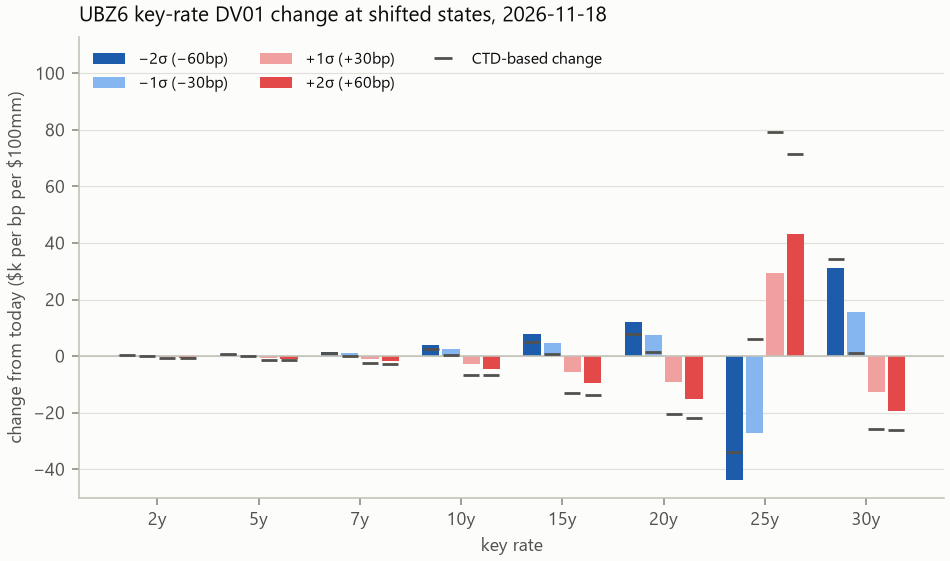 UBZ6 key-rate DV01 change at shifted states, 2026-11-18
−2σ (−60bp)
+1σ (+30bp)
CTD-based change
−1σ (−30bp)
+2σ (+60bp)
change from today ($k per bp per $100mm)
100
80
60
40
20
0
−20
−40
2y
5y
7y
10y
15y
20y
25y
30y
key rate